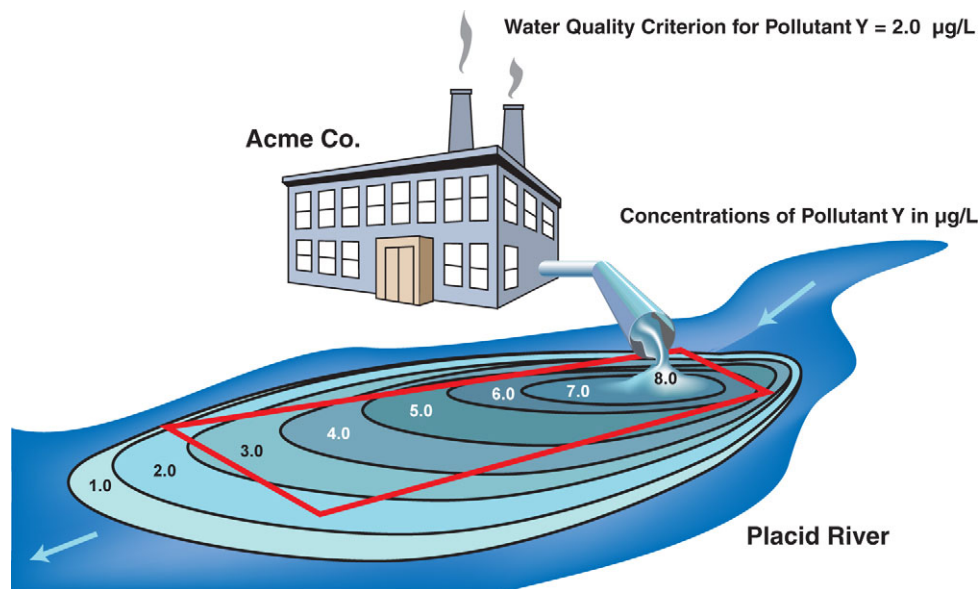 Water Quality Criterion for Pollutant Y = 2.0 µg/L
Acme Co.
Concentrations of Pollutant Y in µg/L
8.0
7.0
6.0
5.0
4.0
3.0
2.0
1.0
Placid River